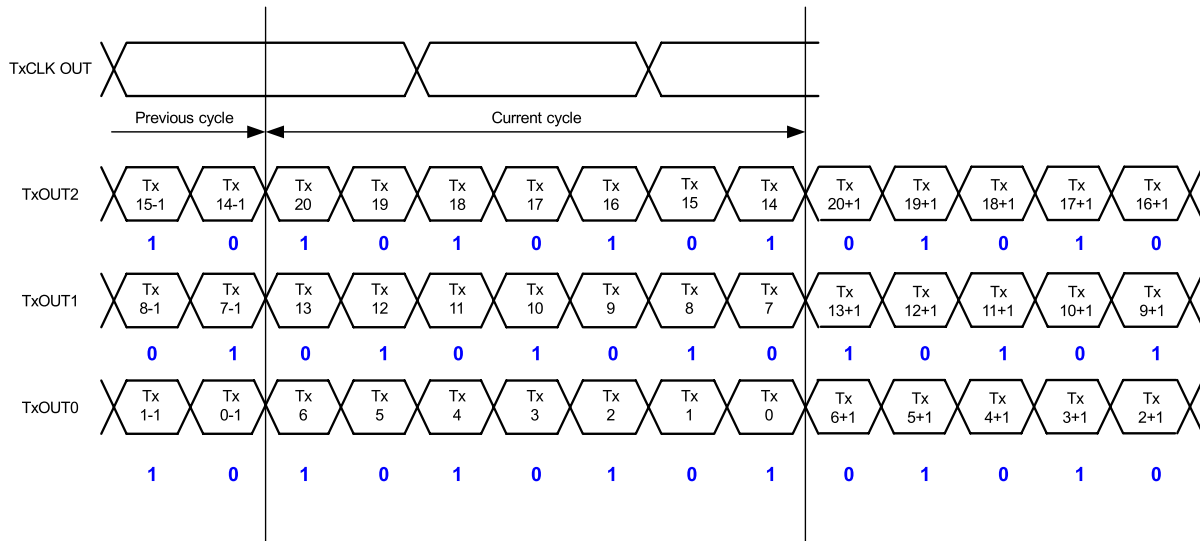 TxCLK OUT
Previous cycle
Current cycle
TxOUT2
Tx 15-1
Tx 14-1
Tx 20
Tx 19
Tx 18
Tx 17
Tx 16
Tx 15
Tx 14
Tx 20+1
Tx 19+1
Tx 18+1
Tx 17+1
Tx 16+1
1 0 1 0 1 0 1 0 1 0 1 0 1 0
TxOUT1
Tx 8-1
Tx 7-1
Tx 13
Tx 12
Tx 11
Tx 10
Tx 9
Tx 8
Tx 7
Tx 13+1
Tx 12+1
Tx 11+1
Tx 10+1
Tx 9+1
0 1 0 1 0 1 0 1 0 1 0 1 0 1
TxOUT0
Tx 1-1
Tx 0-1
Tx 6
Tx 5
Tx 4
Tx 3
Tx 2
Tx 1
Tx 0
Tx 6+1
Tx 5+1
Tx 4+1
Tx 3+1
Tx 2+1
1 0 1 0 1 0 1 0 1 0 1 0 1 0